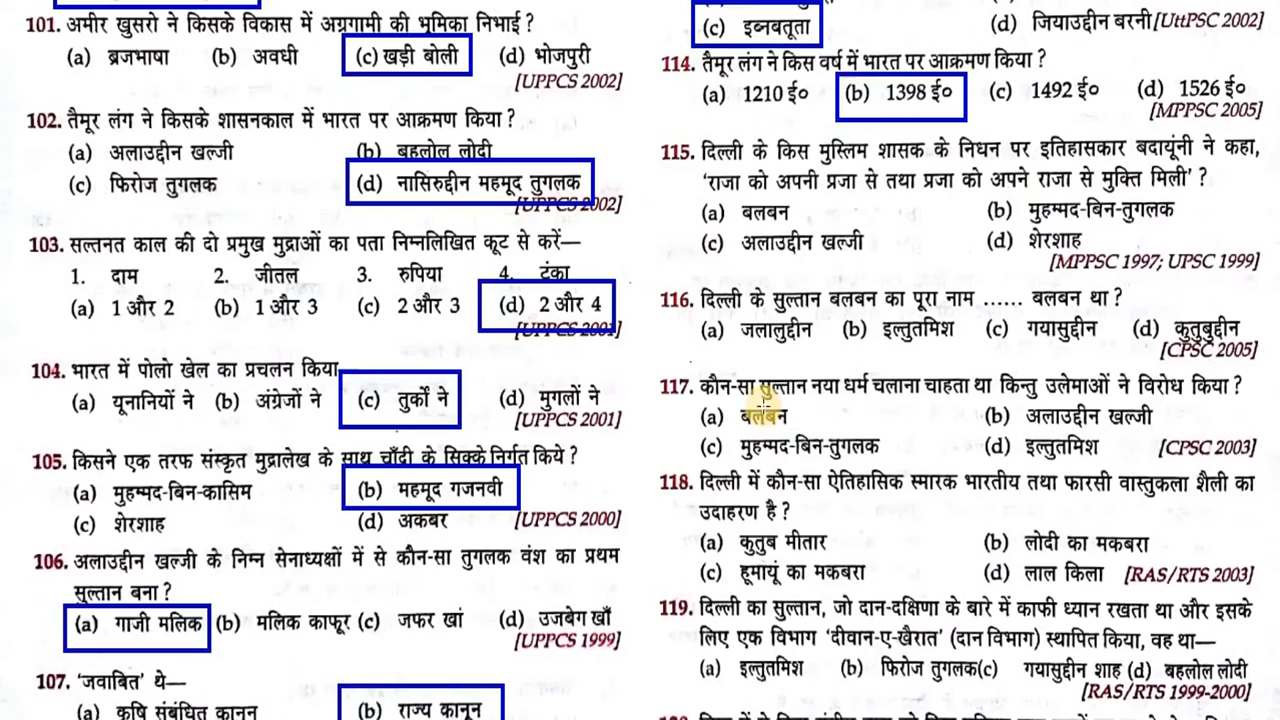 101. अमीर खुसरो ने किसके विकास में अग्रगामी की भूमिका निभाई ?
(a) ब्रजभाषा (b) अवधी (c) खड़ी बोली (d) भोजपुरी
[UPPCS 2002]
102. तैमूर लंग ने किसके शासनकाल में भारत पर आक्रमण किया ?
(a) अलाउद्दीन खल्जी (b) बहलोल लोदी
(c) फिरोज तुगलक (d) नासिरुद्दीन महमूद तुगलक
[UPPCS 2002]
103. सल्तनत काल की दो प्रमुख मुद्राओं का पता निम्नलिखित कूट से करें—
1. दाम 2. जीतल 3. रुपिया 4. टंका
(a) 1 और 2 (b) 1 और 3 (c) 2 और 3 (d) 2 और 4
[UPPCS 2001]
104. भारत में पोलो खेल का प्रचलन किया
(a) यूनानियों ने (b) अंग्रेजों ने (c) तुर्कों ने (d) मुगलों ने
[UPPCS 2001]
105. किसने एक तरफ संस्कृत मुद्रालेख के साथ चाँदी के सिक्के निर्गत किये ?
(a) मुहम्मद-बिन-कासिम (b) महमूद गजनवी
(c) शेरशाह (d) अकबर [UPPCS 2000]
106. अलाउद्दीन खल्जी के निम्न सेनाध्यक्षों में से कौन-सा तुगलक वंश का प्रथम
सुल्तान बना ?
(a) गाजी मलिक (b) मलिक काफूर (c) जफर खां (d) उजबेग खाँ
[UPPCS 1999]
107. 'जवाबित' थे—
(a) कृषि संबंधित कानून (b) राज्य कानून
(c) इब्नबतूता (d) जियाउद्दीन बरनी [UttPSC 2002]
114. तैमूर लंग ने किस वर्ष में भारत पर आक्रमण किया ?
(a) 1210 ई० (b) 1398 ई० (c) 1492 ई० (d) 1526 ई०
[MPPSC 2005]
115. दिल्ली के किस मुस्लिम शासक के निधन पर इतिहासकार बदायूंनी ने कहा,
'राजा को अपनी प्रजा से तथा प्रजा को अपने राजा से मुक्ति मिली' ?
(a) बलबन (b) मुहम्मद-बिन-तुगलक
(c) अलाउद्दीन खल्जी (d) शेरशाह
[MPPSC 1997; UPSC 1999]
116. दिल्ली के सुल्तान बलबन का पूरा नाम ...... बलबन था ?
(a) जलालुद्दीन (b) इल्तुतमिश (c) गयासुद्दीन (d) कुतुबुद्दीन
[CPSC 2005]
117. कौन-सा सुल्तान नया धर्म चलाना चाहता था किन्तु उलेमाओं ने विरोध किया ?
(a) बलबन (b) अलाउद्दीन खल्जी
(c) मुहम्मद-बिन-तुगलक (d) इल्तुतमिश [CPSC 2003]
118. दिल्ली में कौन-सा ऐतिहासिक स्मारक भारतीय तथा फारसी वास्तुकला शैली का
उदाहरण है ?
(a) कुतुब मीतार (b) लोदी का मकबरा
(c) हूमांयूं का मकबरा (d) लाल किला [RAS/RTS 2003]
119. दिल्ली का सुल्तान, जो दान-दक्षिणा के बारे में काफी ध्यान रखता था और इसके
लिए एक विभाग 'दीवान-ए-खैरात' (दान विभाग) स्थापित किया, वह था—
(a) इल्तुतमिश (b) फिरोज तुगलक (c) गयासुद्दीन शाह (d) बहलोल लोदी
[RAS/RTS 1999-2000]